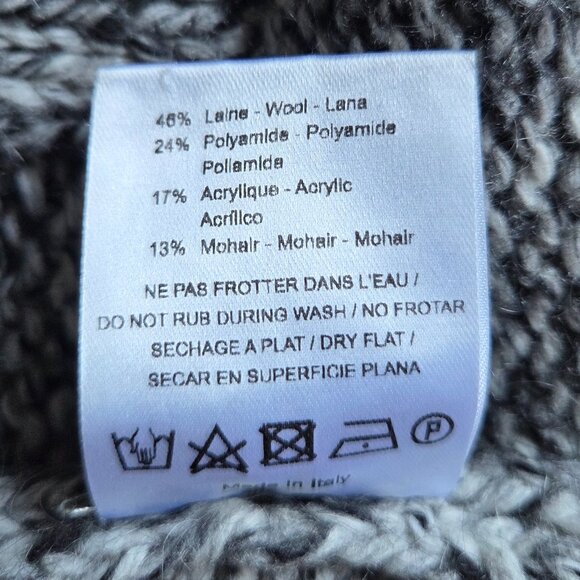 46% Laine - Wool - Lana
24% Polyamide - Polyamide
Poliamida
17% Acrylique - Acrylic
Acrílico
13% Mohair - Mohair - Mohair
NE PAS FROTTER DANS L'EAU /
DO NOT RUB DURING WASH / NO FROTAR
SECHAGE A PLAT / DRY FLAT /
SECAR EN SUPERFICIE PLANA
P
Made in Italy